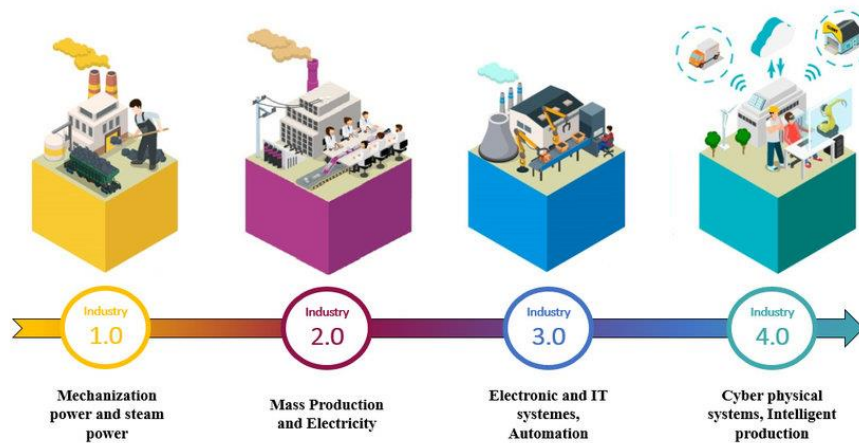 Industry
1.0
Industry
2.0
Industry
3.0
Industry
4.0
Mechanization
power and steam
power
Mass Production
and Electricity
Electronic and IT
systemes,
Automation
Cyber physical
systems, Intelligent
production